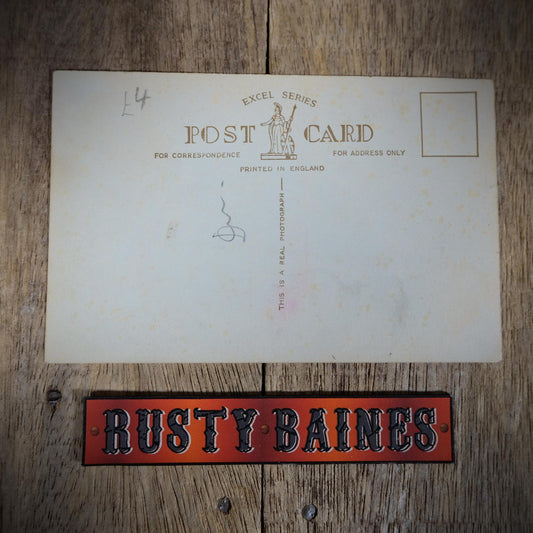 £4
EXCEL SERIES
POST CARD
FOR CORRESPONDENCE
FOR ADDRESS ONLY
PRINTED IN ENGLAND
THIS IS A REAL PHOTOGRAPH
RUSTY BAINES